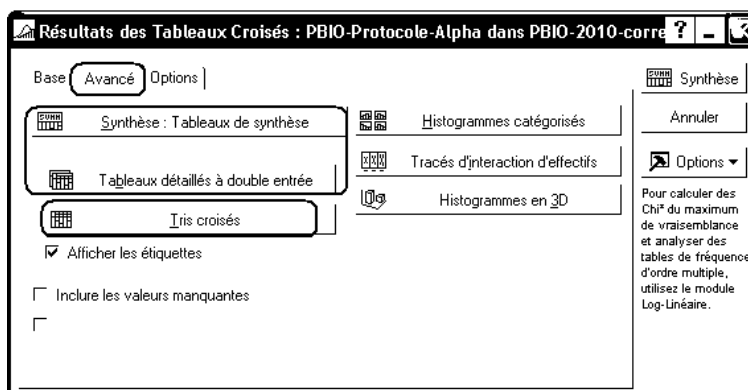 Résultats des Tableaux Croisés : PBIO-Protocole-Alpha dans PBIO-2010-corre ? _
Base Avancé Options
Synthèse : Tableaux de synthèse
Tableaux détaillés à double entrée
Tris croisés
Afficher les étiquettes
Inclure les valeurs manquantes
Histogrammes catégorisés
Tracés d'interaction d'effectifs
Histogrammes en 3D
SUMM Synthèse
Annuler
Options
Pour calculer des
Chi² du maximum
de vraisemblance
et analyser des
tables de fréquence
d'ordre multiple,
utilisez le module
Log-Linéaire.